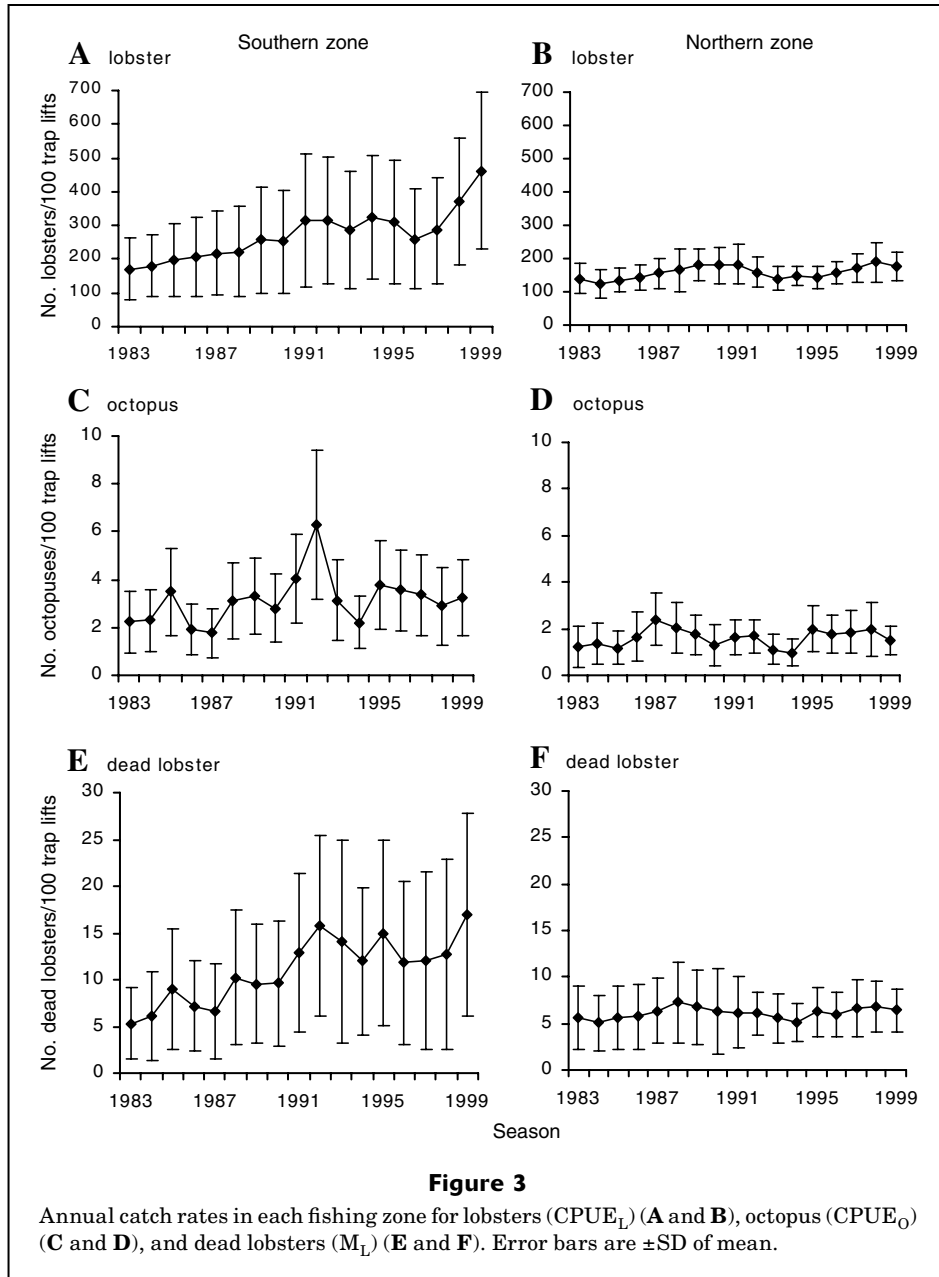 Southern zone
Northern zone
A lobster
B lobster
No. lobsters/100 trap lifts
700
600
500
400
300
200
100
0
1983 1987 1991 1995 1999
700
600
500
400
300
200
100
0
1983 1987 1991 1995 1999
C octopus
D octopus
No. octopuses/100 trap lifts
10
8
6
4
2
0
1983 1987 1991 1995 1999
10
8
6
4
2
0
1983 1987 1991 1995 1999
E dead lobster
F dead lobster
No. dead lobsters/100 trap lifts
30
25
20
15
10
5
0
1983 1987 1991 1995 1999
30
25
20
15
10
5
0
1983 1987 1991 1995 1999
Season
Figure 3
Annual catch rates in each fishing zone for lobsters (CPUE_L) (A and B), octopus (CPUE_O)
(C and D), and dead lobsters (M_L) (E and F). Error bars are ±SD of mean.